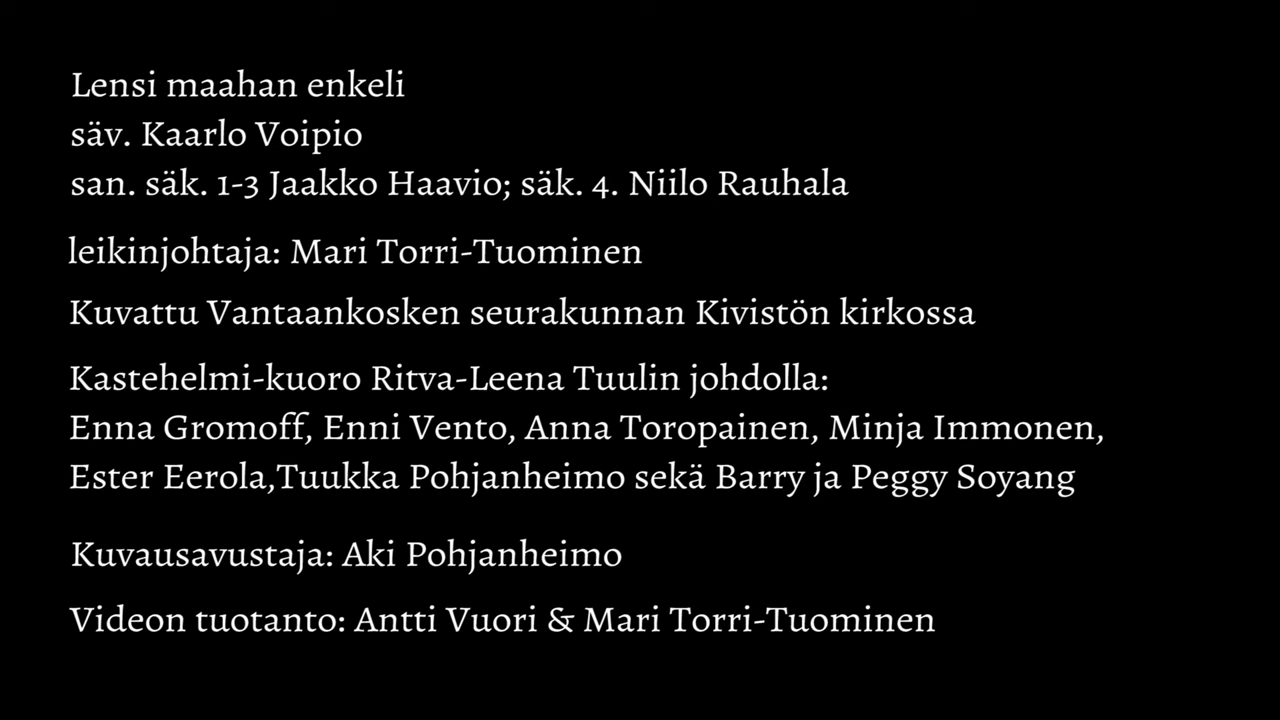 Lensi maahan enkeli
säv. Kaarlo Voipio
san. säk. 1-3 Jaakko Haavio; säk. 4. Niilo Rauhala
leikinjohtaja: Mari Torri-Tuominen
Kuvattu Vantaankosken seurakunnan Kivistön kirkossa
Kastehelmi-kuoro Ritva-Leena Tuulin johdolla:
Enna Gromoff, Enni Vento, Anna Toropainen, Minja Immonen,
Ester Eerola,Tuukka Pohjanheimo sekä Barry ja Peggy Soyang
Kuvausavustaja: Aki Pohjanheimo
Videon tuotanto: Antti Vuori & Mari Torri-Tuominen